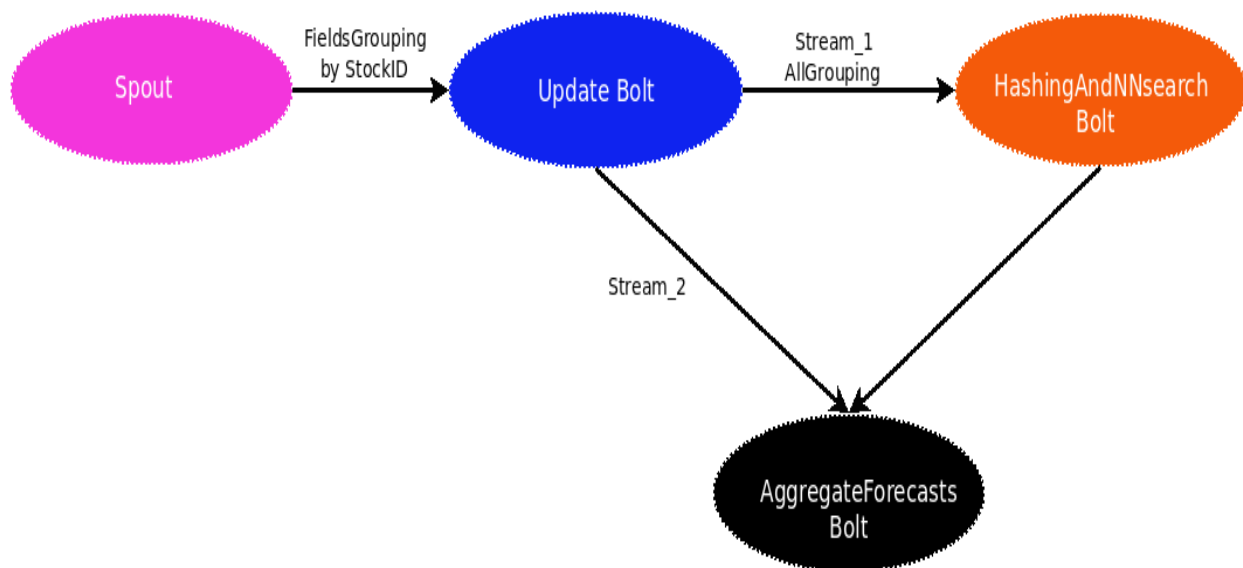 Spout
FieldsGrouping
by StockID
Update Bolt
Stream_1
AllGrouping
HashingAndNNsearch
Bolt
Stream_2
AggregateForecasts
Bolt